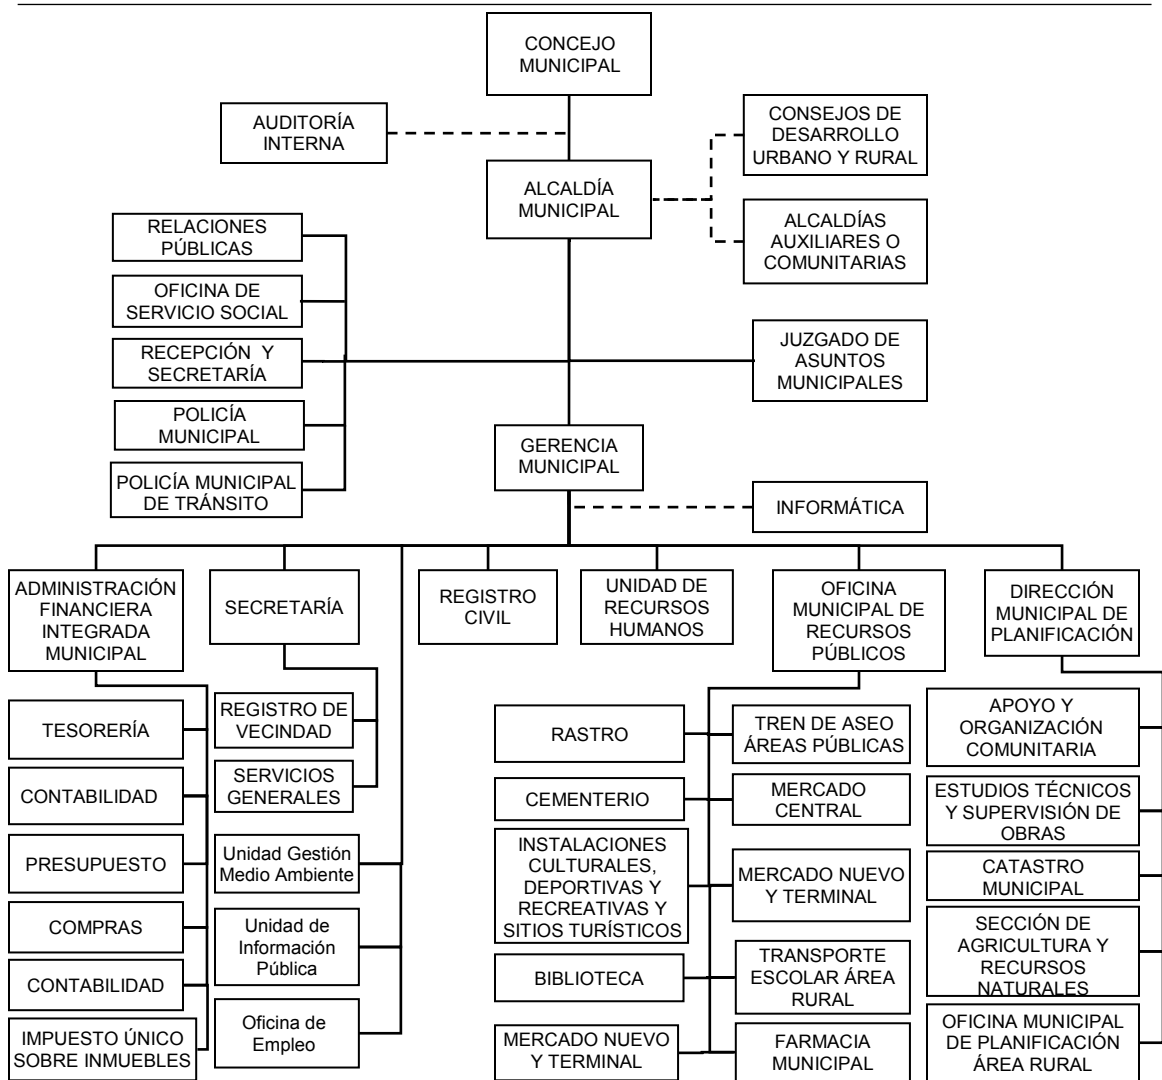 CONCEJO
MUNICIPAL
AUDITORÍA
INTERNA
CONSEJOS DE
DESARROLLO
URBANO Y RURAL
ALCALDÍA
MUNICIPAL
ALCALDÍAS
AUXILIARES O
COMUNITARIAS
RELACIONES
PÚBLICAS
OFICINA DE
SERVICIO SOCIAL
RECEPCIÓN Y
SECRETARÍA
POLICÍA
MUNICIPAL
POLICÍA MUNICIPAL
DE TRÁNSITO
JUZGADO DE
ASUNTOS
MUNICIPALES
GERENCIA
MUNICIPAL
INFORMÁTICA
ADMINISTRACIÓN
FINANCIERA
INTEGRADA
MUNICIPAL
SECRETARÍA
REGISTRO
CIVIL
UNIDAD DE
RECURSOS
HUMANOS
OFICINA
MUNICIPAL DE
RECURSOS
PÚBLICOS
DIRECCIÓN
MUNICIPAL DE
PLANIFICACIÓN
TESORERÍA
CONTABILIDAD
PRESUPUESTO
COMPRAS
CONTABILIDAD
IMPUESTO ÚNICO
SOBRE INMUEBLES
REGISTRO DE
VECINDAD
SERVICIOS
GENERALES
Unidad Gestión
Medio Ambiente
Unidad de
Información
Pública
Oficina de
Empleo
RASTRO
CEMENTERIO
INSTALACIONES
CULTURALES,
DEPORTIVAS Y
RECREATIVAS Y
SITIOS TURÍSTICOS
BIBLIOTECA
MERCADO NUEVO
Y TERMINAL
TREN DE ASEO
ÁREAS PÚBLICAS
MERCADO
CENTRAL
MERCADO NUEVO
Y TERMINAL
TRANSPORTE
ESCOLAR ÁREA
RURAL
FARMACIA
MUNICIPAL
APOYO Y
ORGANIZACIÓN
COMUNITARIA
ESTUDIOS TÉCNICOS
Y SUPERVISIÓN DE
OBRAS
CATASTRO
MUNICIPAL
SECCIÓN DE
AGRICULTURA Y
RECURSOS
NATURALES
OFICINA MUNICIPAL
DE PLANIFICACIÓN
ÁREA RURAL